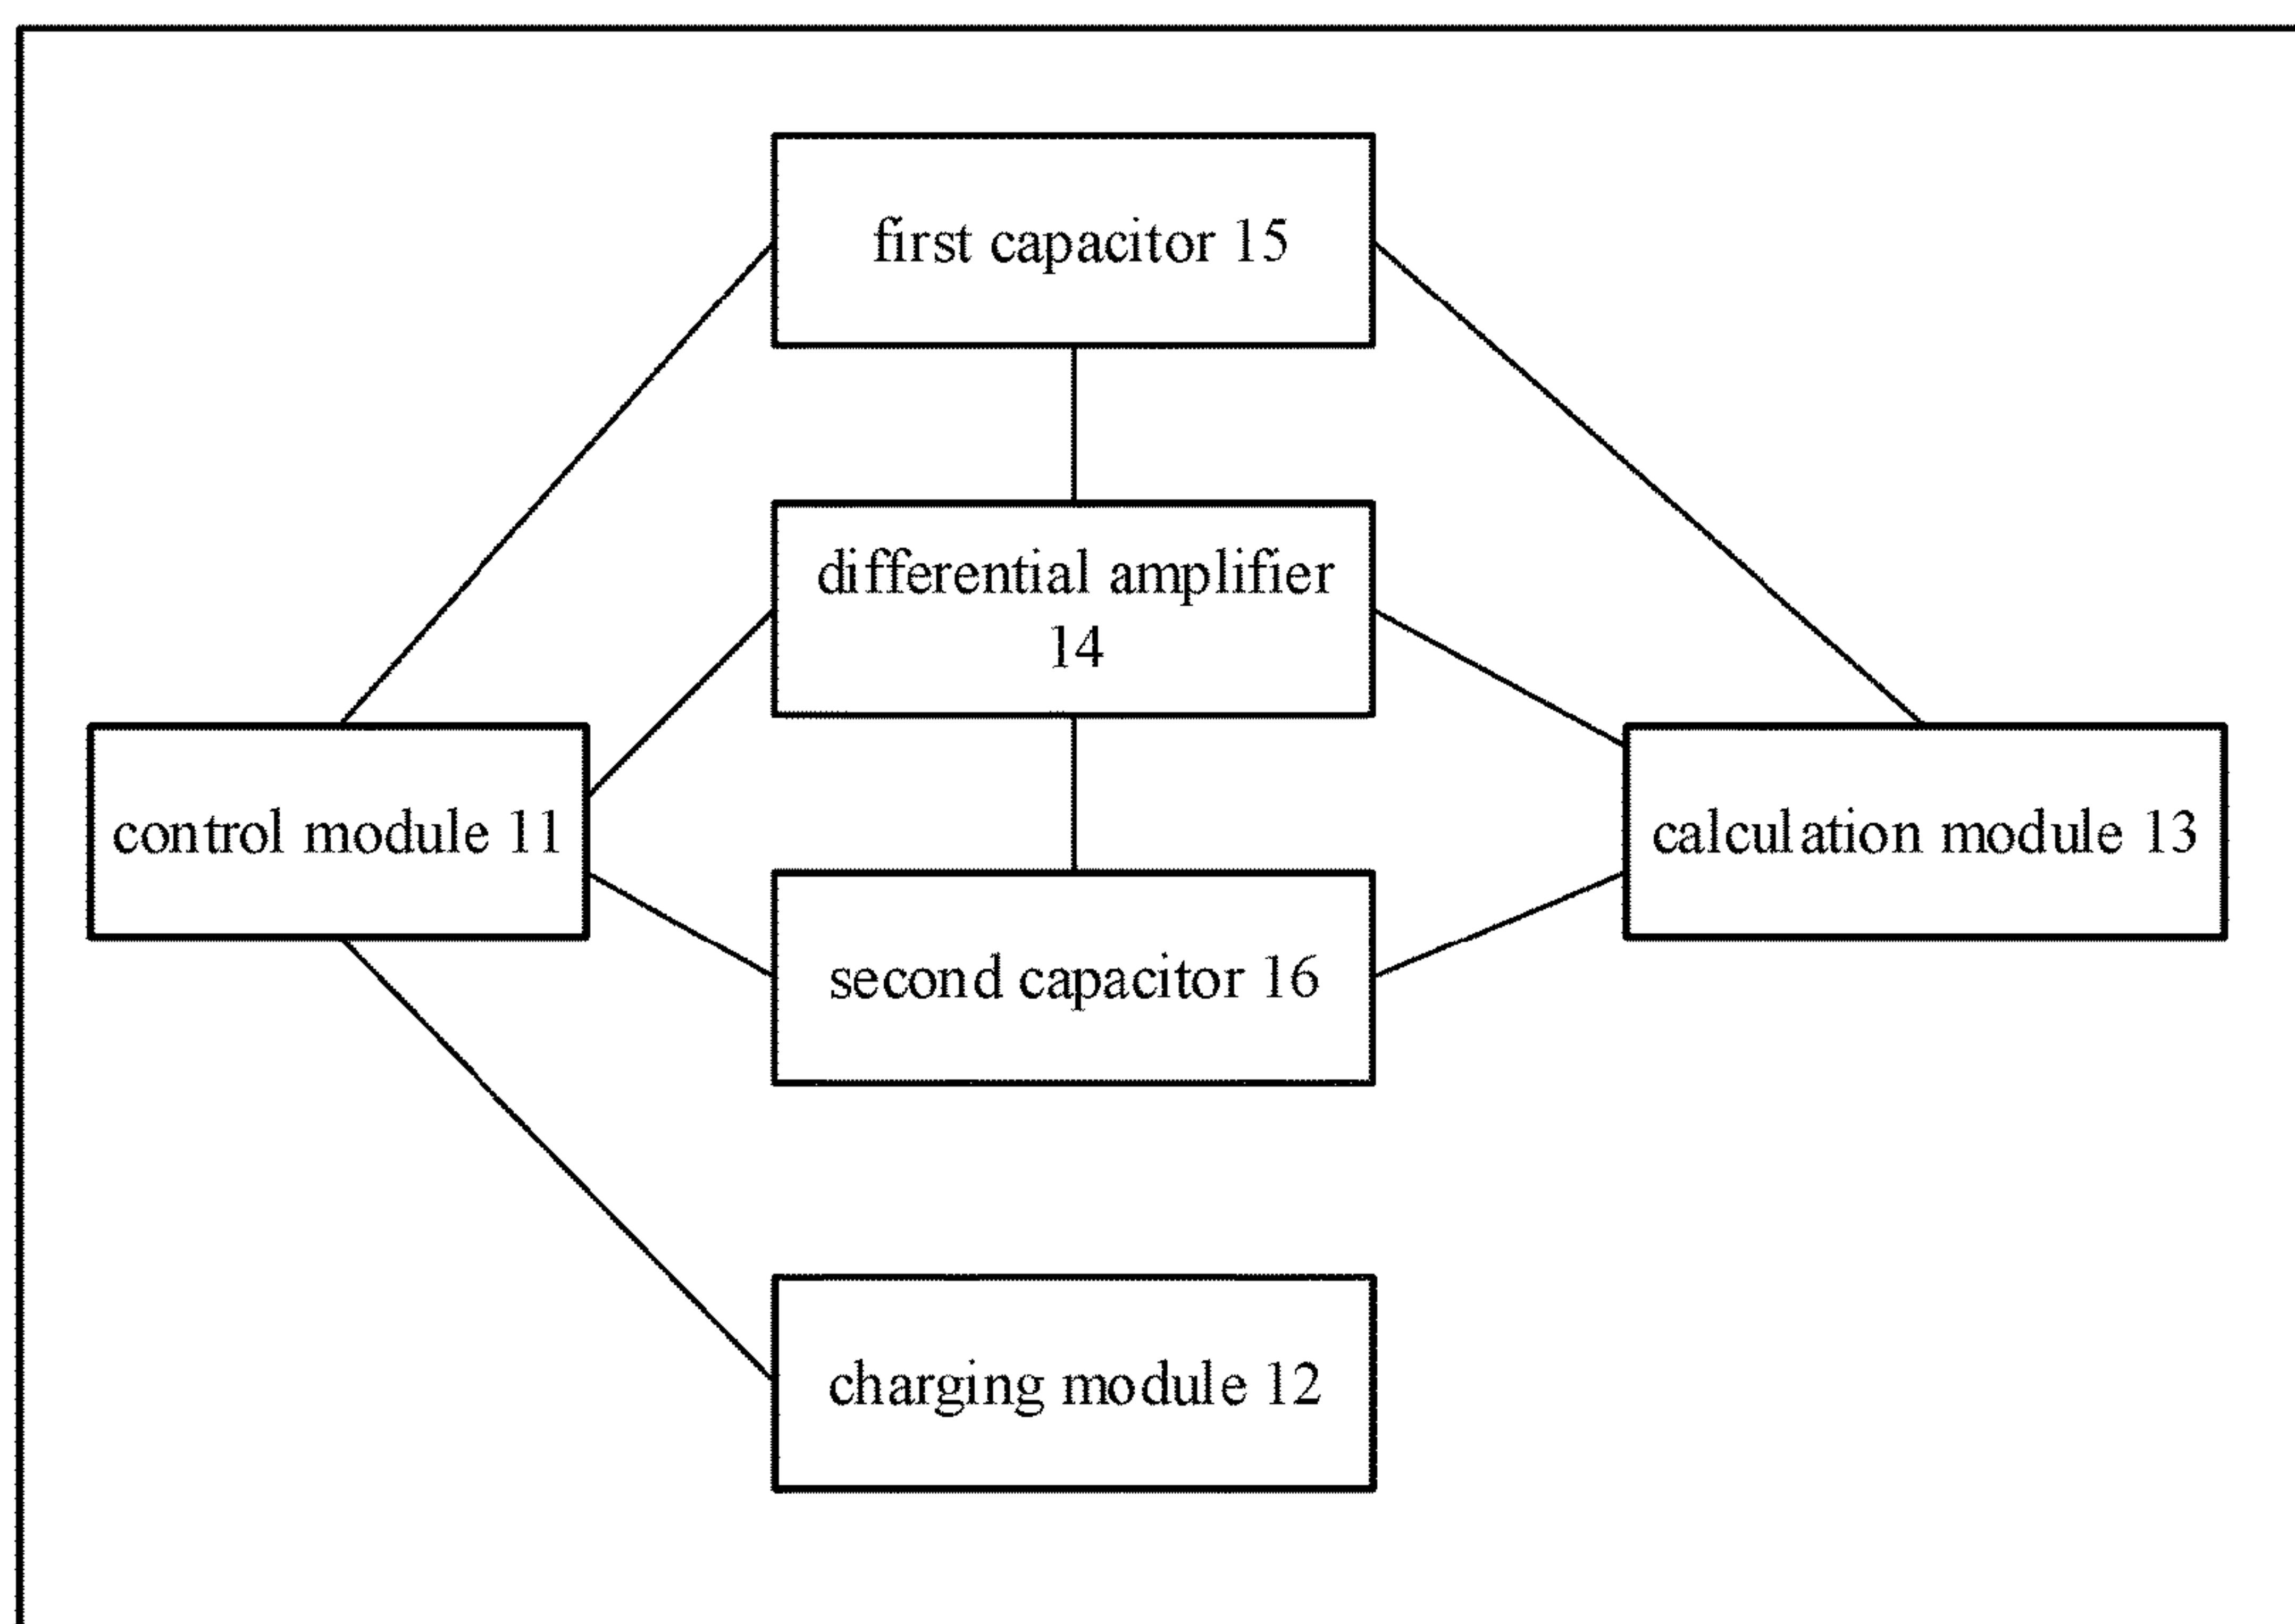 first capacitor 15
differential amplifier
14
control module 11
calculation module 13
second capacitor 16
charging module 12